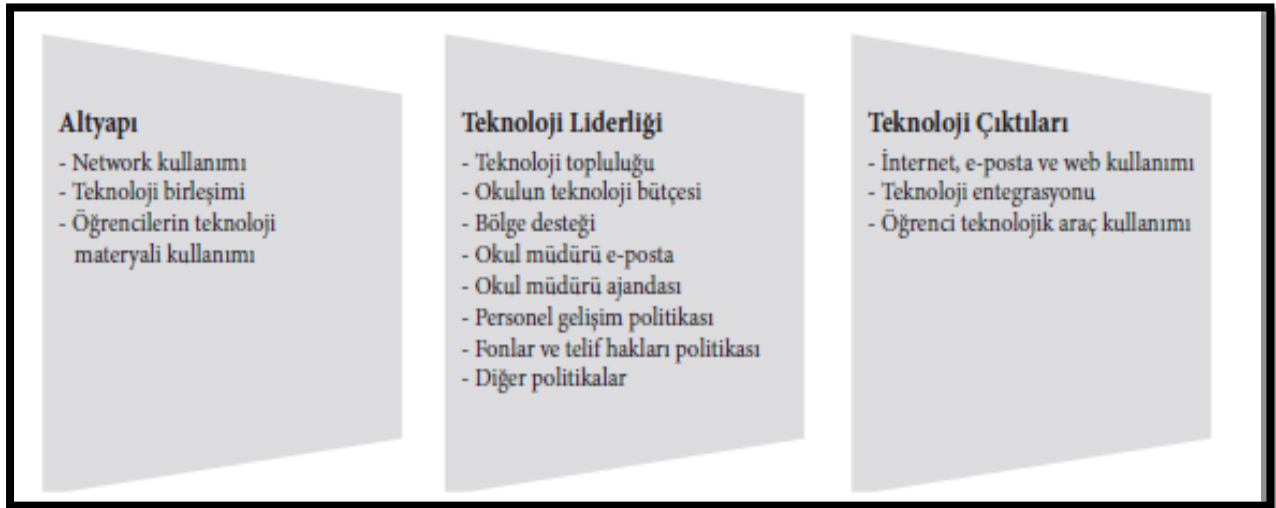 Altyapı
- Network kullanımı
- Teknoloji birleşimi
- Öğrencilerin teknoloji
materyali kullanımı
Teknoloji Liderliği
- Teknoloji topluluğu
- Okulun teknoloji bütçesi
- Bölge desteği
- Okul müdürü e-posta
- Okul müdürü ajandası
- Personel gelişim politikası
- Fonlar ve telif hakları politikası
- Diğer politikalar
Teknoloji Çıktıları
- İnternet, e-posta ve web kullanımı
- Teknoloji entegrasyonu
- Öğrenci teknolojik araç kullanımı